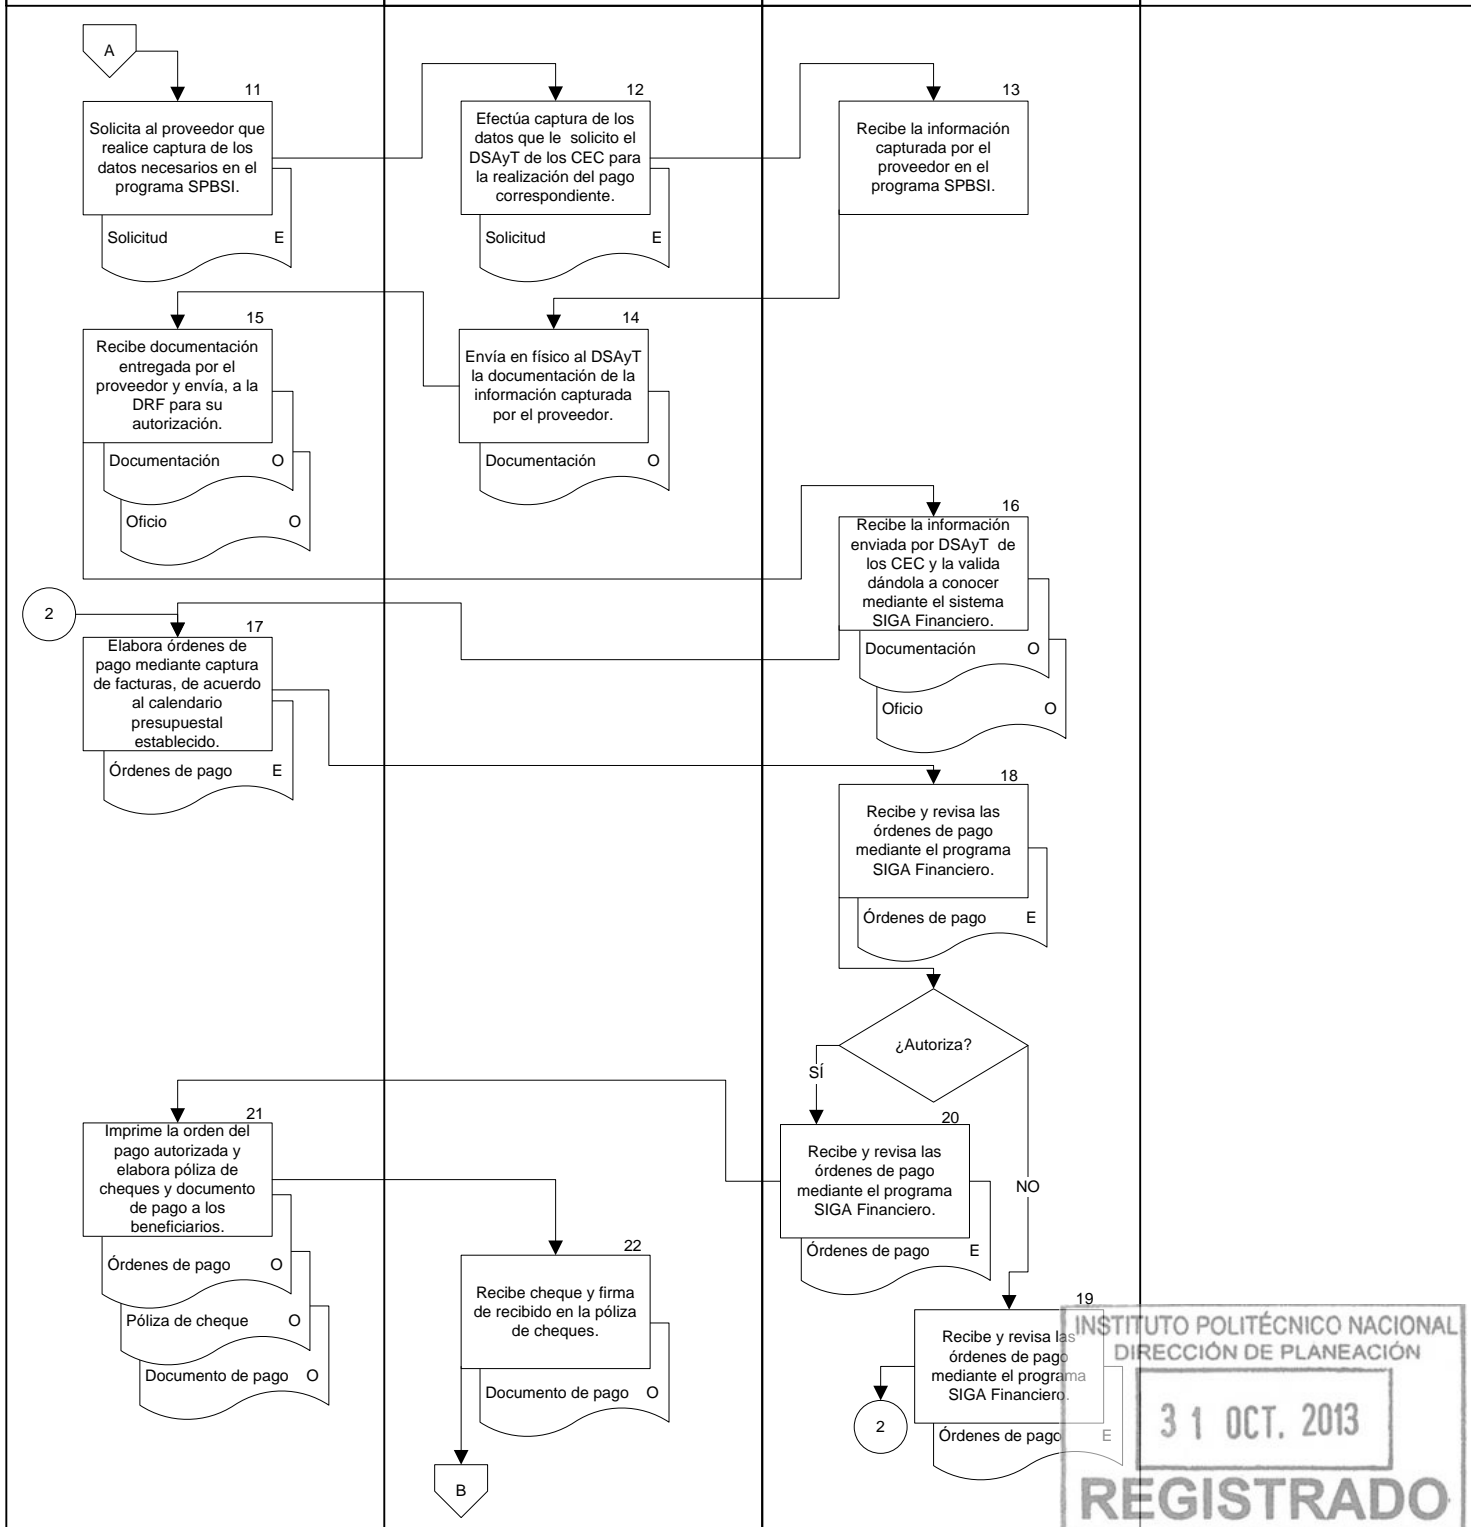 A
11
Solicita al proveedor que
realice captura de los
datos necesarios en el
programa SPBSI.
Solicitud E
12
Efectúa captura de los
datos que le solicito el
DSAyT de los CEC para
la realización del pago
correspondiente.
Solicitud E
13
Recibe la información
capturada por el
proveedor en el
programa SPBSI.
15
Recibe documentación
entregada por el
proveedor y envía, a la
DRF para su
autorización.
Documentación O
Oficio O
14
Envía en físico al DSAyT
la documentación de la
información capturada
por el proveedor.
Documentación O
16
Recibe la información
enviada por DSAyT de
los CEC y la valida
dándola a conocer
mediante el sistema
SIGA Financiero.
Documentación O
Oficio O
2
17
Elabora órdenes de
pago mediante captura
de facturas, de acuerdo
al calendario
presupuestal
establecido.
Órdenes de pago E
18
Recibe y revisa las
órdenes de pago
mediante el programa
SIGA Financiero.
Órdenes de pago E
¿Autoriza?
SÍ
NO
21
Imprime la orden del
pago autorizada y
elabora póliza de
cheques y documento
de pago a los
beneficiarios.
Órdenes de pago O
Póliza de cheque O
Documento de pago O
20
Recibe y revisa las
órdenes de pago
mediante el programa
SIGA Financiero.
Órdenes de pago E
22
Recibe cheque y firma
de recibido en la póliza
de cheques.
Documento de pago O
B
19
Recibe y revisa las
órdenes de pago
mediante el programa
SIGA Financiero.
Órdenes de pago E
2
INSTITUTO POLITÉCNICO NACIONAL
DIRECCIÓN DE PLANEACIÓN
31 OCT. 2013
REGISTRADO